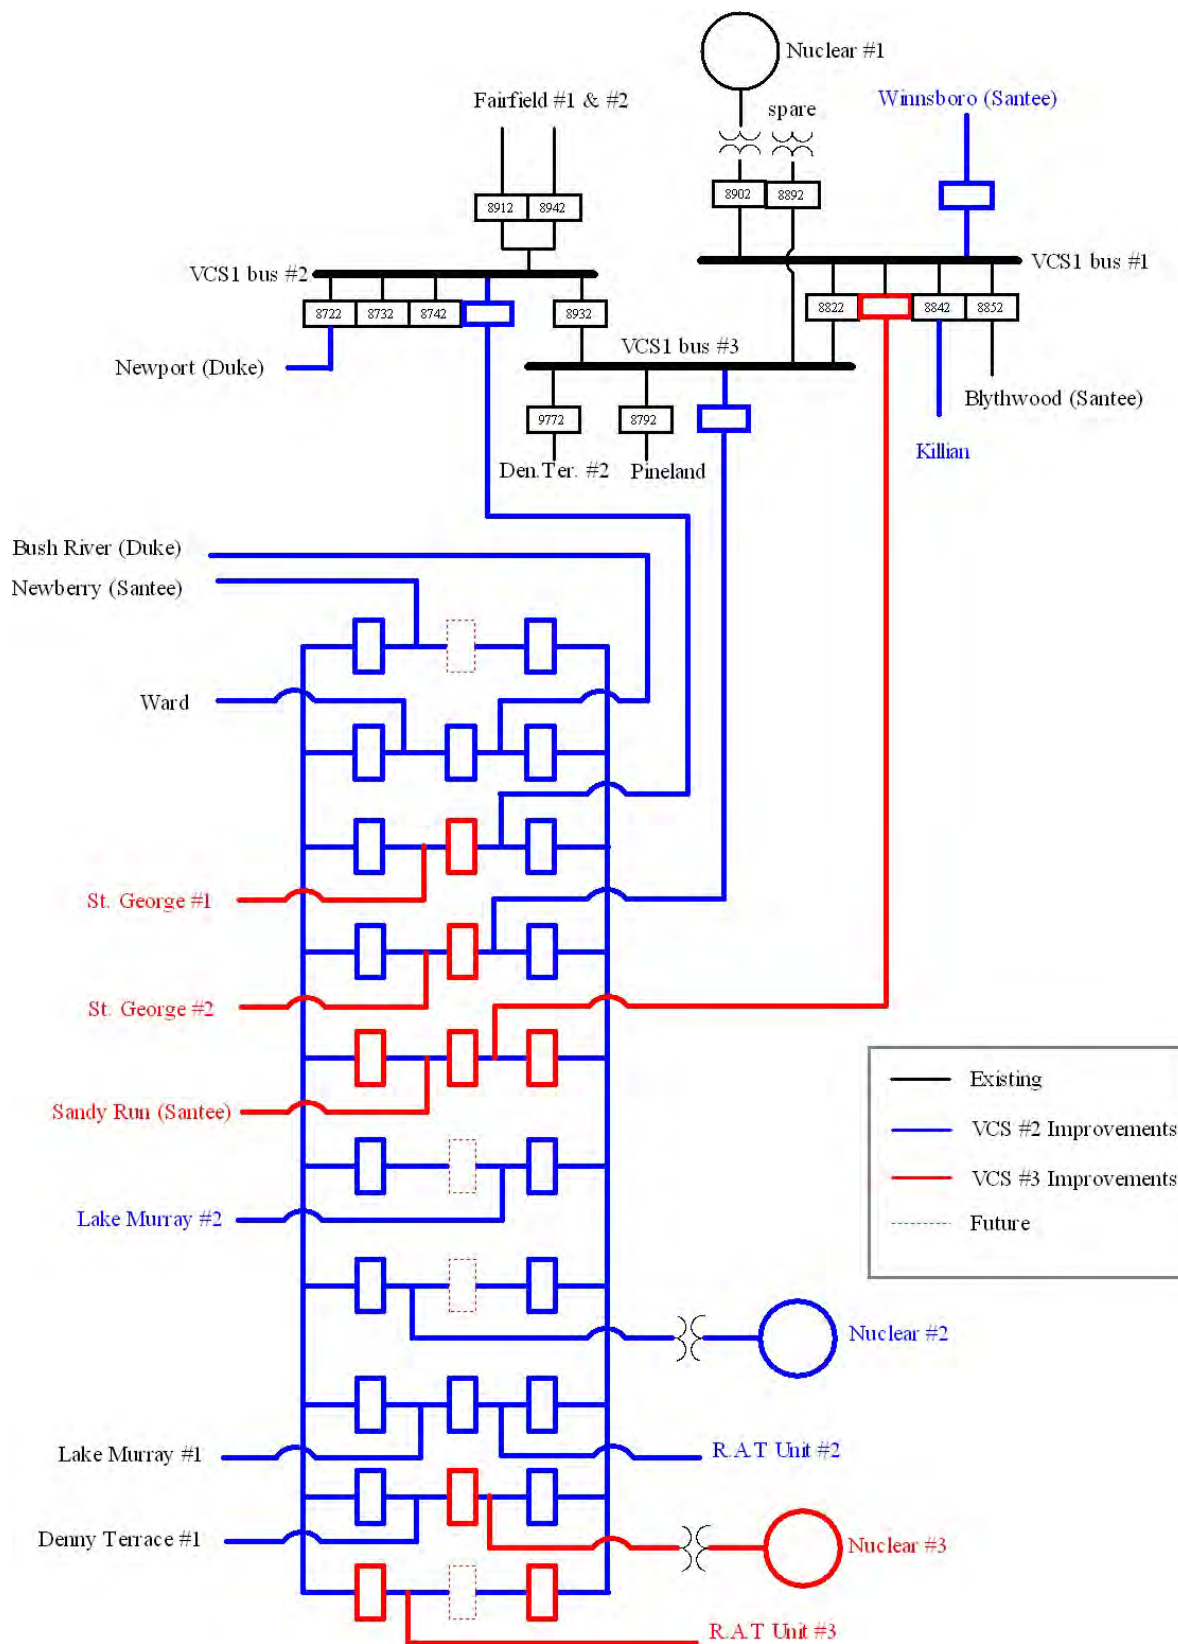 Nuclear #1
Fairfield #1 & #2
spare
Winnsboro (Santee)
8902
8892
8912
8942
VCS1 bus #2
VCS1 bus #1
8722
8732
8742
8932
8822
8842
8852
VCS1 bus #3
Newport (Duke)
Blythwood (Santee)
9772
8792
Killian
Den.Ter. #2
Pineland
Bush River (Duke)
Newberry (Santee)
Ward
St. George #1
St. George #2
Sandy Run (Santee)
Existing
VCS #2 Improvements
VCS #3 Improvements
Future
Lake Murray #2
Nuclear #2
Lake Murray #1
R.A.T Unit #2
Denny Terrace #1
Nuclear #3
R.A.T Unit #3